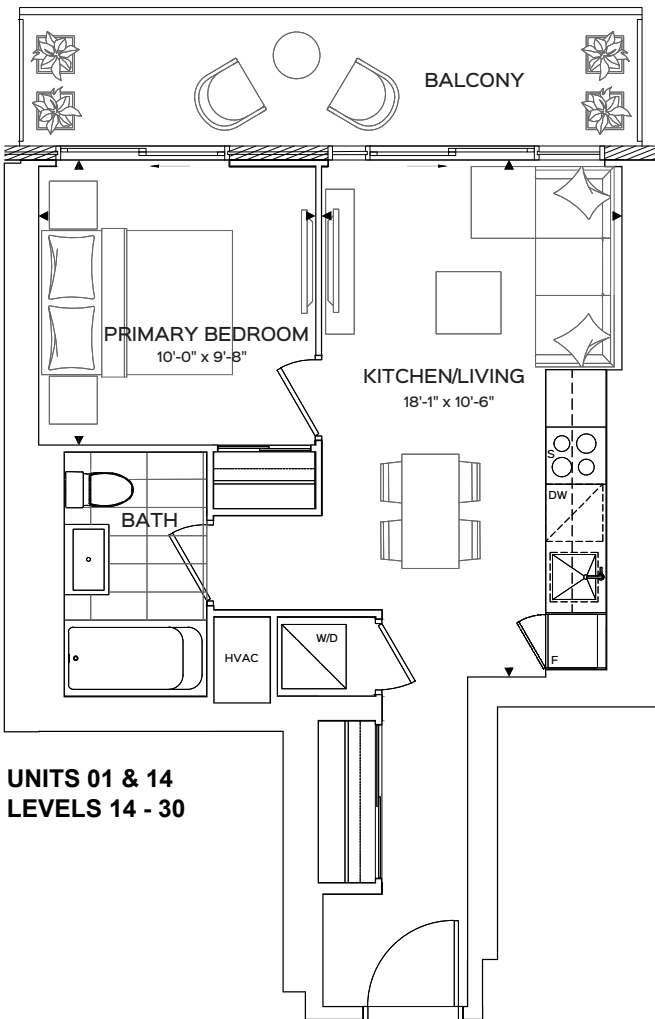 BALCONY
PRIMARY BEDROOM
10'-0" x 9'-8"
KITCHEN/LIVING
18'-1" x 10'-6"
S
DW
BATH
W/D
HVAC
F
UNITS 01 & 14
LEVELS 14 - 30